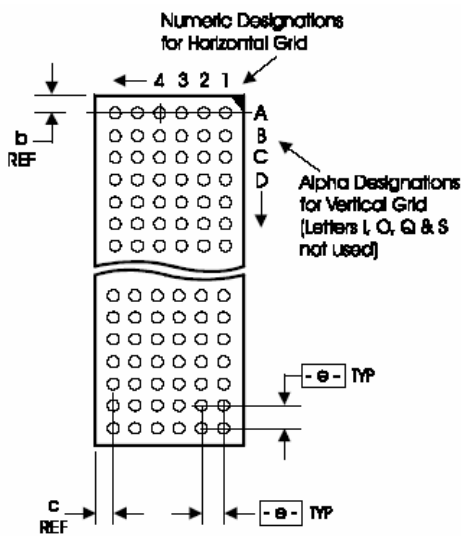 Numeric Designations
for Horizontal Grid
4 3 2 1
A
B
C
D
b
REF
Alpha Designations
for Vertical Grid
(Letters I, O, Q & S
not used)
- e - TYP
c
REF
- e - TYP